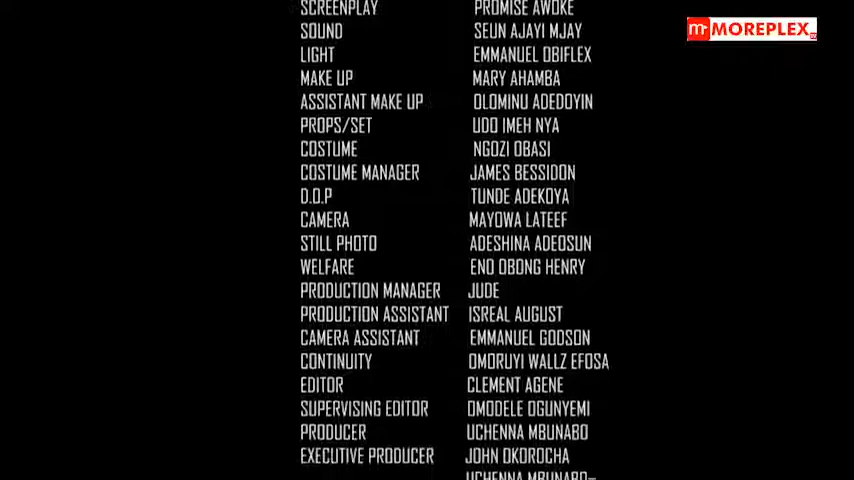 SCREENPLAY PROMISE AWOKE
SOUND SEUN AJAYI MJAY
LIGHT EMMANUEL OBIFLEX
MAKE UP MARY AHAMBA
ASSISTANT MAKE UP OLOMINU ADEDOYIN
PROPS/SET UDO IMEH NYA
COSTUME NGOZI OBASI
COSTUME MANAGER JAMES BESSIDON
D.O.P TUNDE ADEKOYA
CAMERA MAYOWA LATEEF
STILL PHOTO ADESHINA ADEOSUN
WELFARE ENO OBONG HENRY
PRODUCTION MANAGER JUDE
PRODUCTION ASSISTANT ISREAL AUGUST
CAMERA ASSISTANT EMMANUEL GODSON
CONTINUITY OMORUYI WALLZ EFOSA
EDITOR CLEMENT AGENE
SUPERVISING EDITOR OMODELE OGUNYEMI
PRODUCER UCHENNA MBUNABO
EXECUTIVE PRODUCER JOHN OKOROCHA
UCHENNA MBUNABO-
MOREPLEX